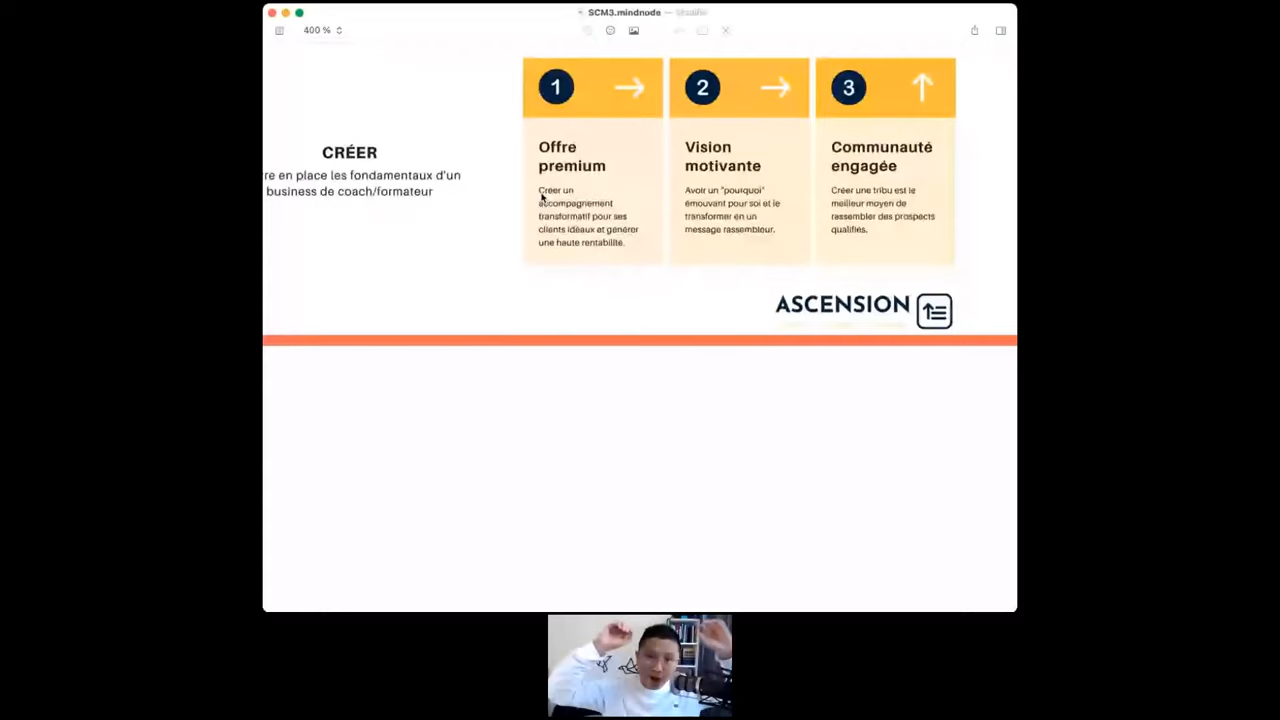 SCM3.mindnode — Modifié
400 %
1
2
3
CRÉER
re en place les fondamentaux d'un
business de coach/formateur
Offre
premium
Créer un
accompagnement
transformatif pour ses
clients idéaux et générer
une haute rentabilité.
Vision
motivante
Avoir un "pourquoi"
émouvant pour soi et le
transformer en un
message rassembleur.
Communauté
engagée
Créer une tribu est le
meilleur moyen de
rassembler des prospects
qualifiés.
ASCENSION